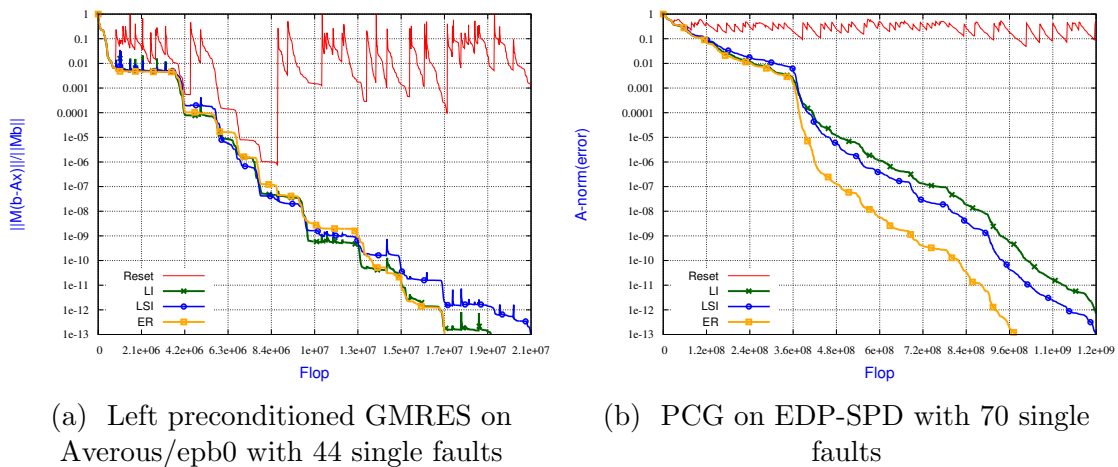 ||M(b-Ax)||/||Mb||
1
0.1
0.01
0.001
0.0001
1e-05
1e-06
1e-07
1e-08
1e-09
1e-10
1e-11
1e-12
1e-13
Reset
LI
LSI
ER
0 2.1e+06 4.2e+06 6.3e+06 8.4e+06 1e+07 1.3e+07 1.5e+07 1.7e+07 1.9e+07 2.1e+07
Flop
(a) Left preconditioned GMRES on
Averous/epb0 with 44 single faults
A-norm(error)
1
0.1
0.01
0.001
0.0001
1e-05
1e-06
1e-07
1e-08
1e-09
1e-10
1e-11
1e-12
1e-13
Reset
LI
LSI
ER
0 1.2e+08 2.4e+08 3.6e+08 4.8e+08 6e+08 7.2e+08 8.4e+08 9.6e+08 1.1e+09 1.2e+09
Flop
(b) PCG on EDP-SPD with 70 single
faults